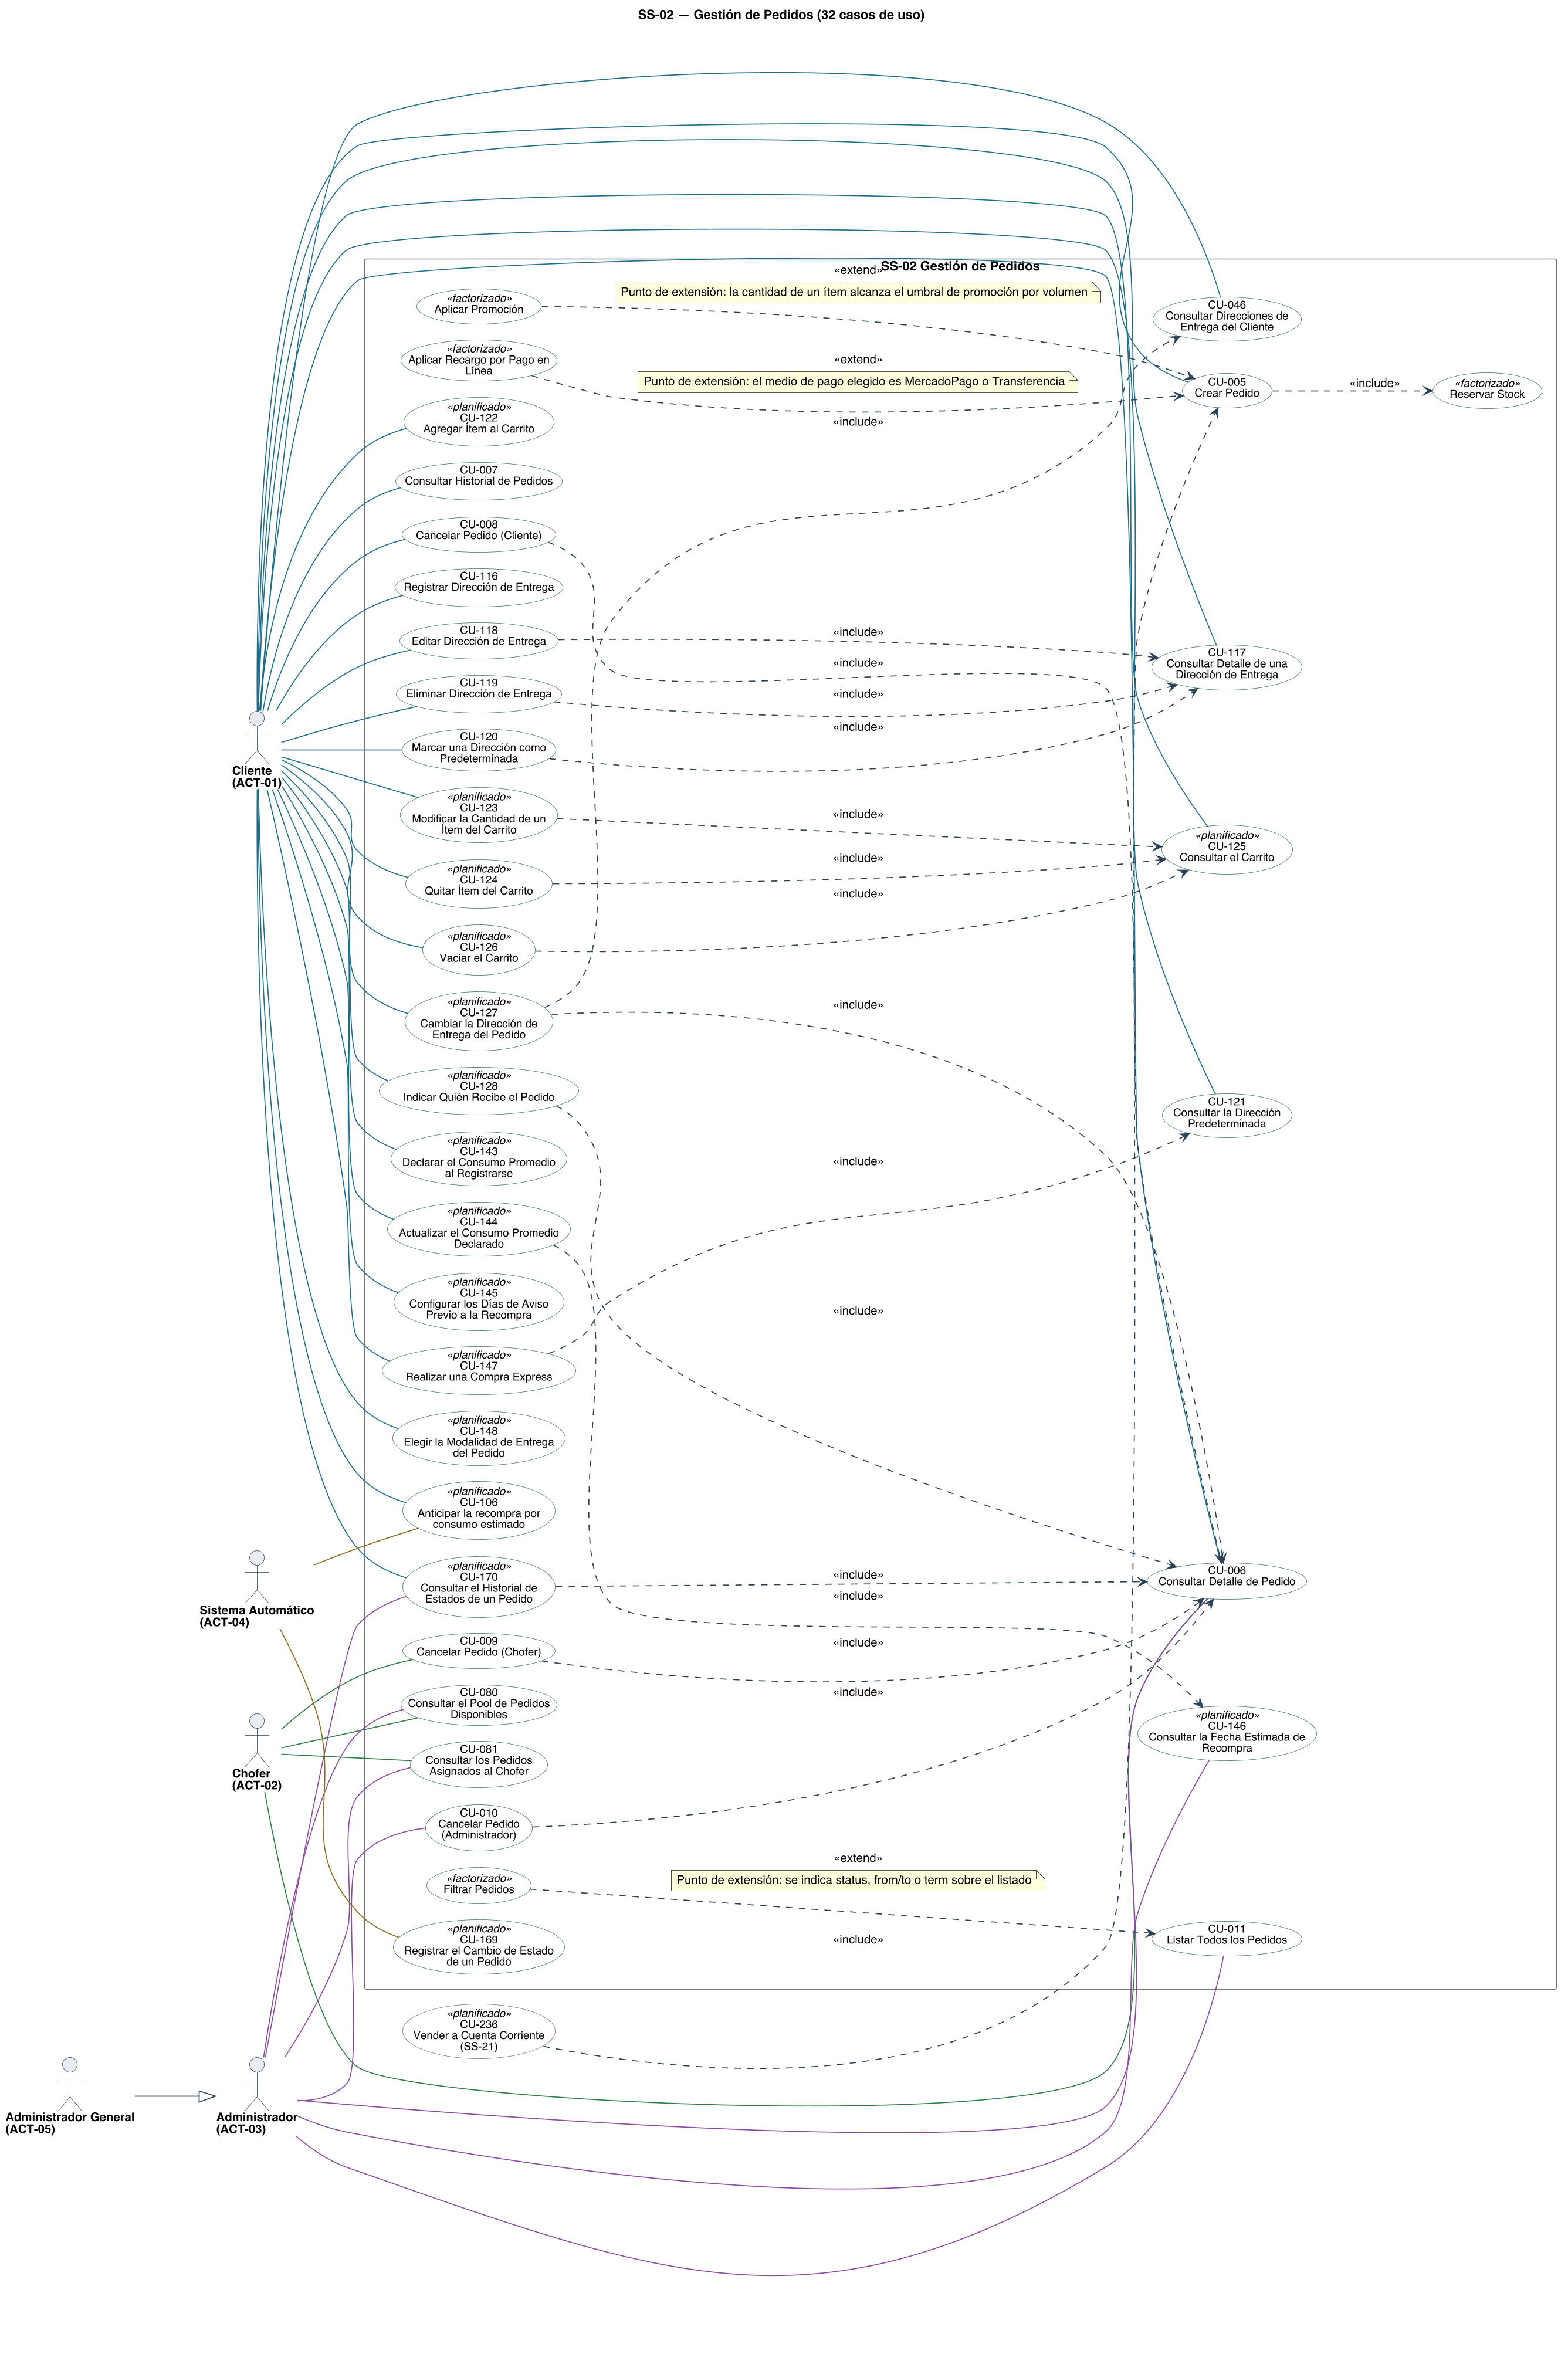 SS-02 — Gestión de Pedidos (32 casos de uso)
SS-02 Gestión de Pedidos
«extend»
Punto de extensión: la cantidad de un ítem alcanza el umbral de promoción por volumen
«factorizado»
Aplicar Promoción
CU-046
Consultar Direcciones de
Entrega del Cliente
«factorizado»
Aplicar Recargo por Pago en
Línea
«extend»
Punto de extensión: el medio de pago elegido es MercadoPago o Transferencia
CU-005
Crear Pedido
«include»
«factorizado»
Reservar Stock
«planificado»
CU-122
Agregar Ítem al Carrito
«include»
CU-007
Consultar Historial de Pedidos
CU-008
Cancelar Pedido (Cliente)
CU-116
Registrar Dirección de Entrega
CU-118
Editar Dirección de Entrega
«include»
«include»
CU-117
Consultar Detalle de una
Dirección de Entrega
CU-119
Eliminar Dirección de Entrega
«include»
CU-120
Marcar una Dirección como
Predeterminada
«include»
Cliente
(ACT-01)
«planificado»
CU-123
Modificar la Cantidad de un
Ítem del Carrito
«include»
«planificado»
CU-125
Consultar el Carrito
«planificado»
CU-124
Quitar Ítem del Carrito
«include»
«include»
«planificado»
CU-126
Vaciar el Carrito
«planificado»
CU-127
Cambiar la Dirección de
Entrega del Pedido
«include»
«planificado»
CU-128
Indicar Quién Recibe el Pedido
CU-121
Consultar la Dirección
Predeterminada
«planificado»
CU-143
Declarar el Consumo Promedio
al Registrarse
«include»
«planificado»
CU-144
Actualizar el Consumo Promedio
Declarado
«planificado»
CU-145
Configurar los Días de Aviso
Previo a la Recompra
«include»
«planificado»
CU-147
Realizar una Compra Express
«planificado»
CU-148
Elegir la Modalidad de Entrega
del Pedido
«planificado»
CU-106
Anticipar la recompra por
consumo estimado
Sistema Automático
(ACT-04)
«planificado»
CU-170
Consultar el Historial de
Estados de un Pedido
«include»
«include»
CU-006
Consultar Detalle de Pedido
CU-009
Cancelar Pedido (Chofer)
«include»
CU-080
Consultar el Pool de Pedidos
Disponibles
«include»
«planificado»
CU-146
Consultar la Fecha Estimada de
Recompra
CU-081
Consultar los Pedidos
Asignados al Chofer
Chofer
(ACT-02)
CU-010
Cancelar Pedido
(Administrador)
«extend»
Punto de extensión: se indica status, from/to o term sobre el listado
«factorizado»
Filtrar Pedidos
CU-011
Listar Todos los Pedidos
«planificado»
CU-169
Registrar el Cambio de Estado
de un Pedido
«include»
«planificado»
CU-236
Vender a Cuenta Corriente
(SS-21)
Administrador General
(ACT-05)
Administrador
(ACT-03)